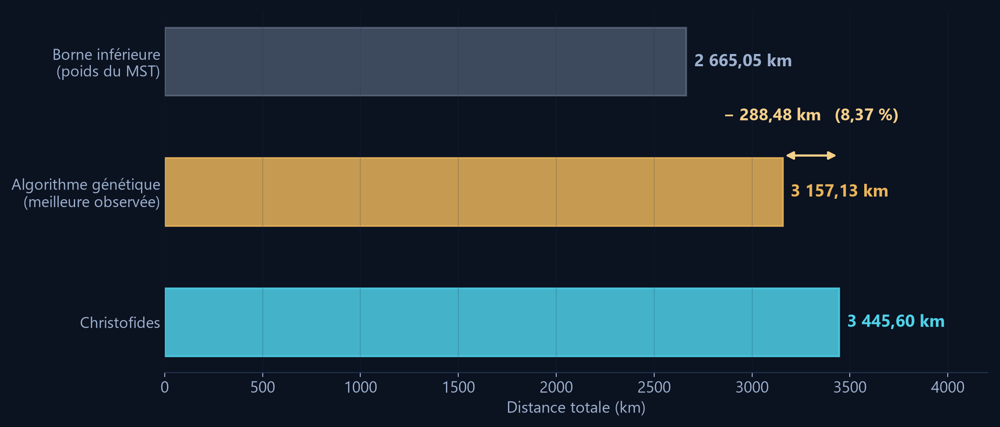 Borne inférieure
(poids du MST)
2 665,05 km
− 288,48 km (8,37 %)
Algorithme génétique
(meilleure observée)
3 157,13 km
Christofides
3 445,60 km
0 500 1000 1500 2000 2500 3000 3500 4000
Distance totale (km)